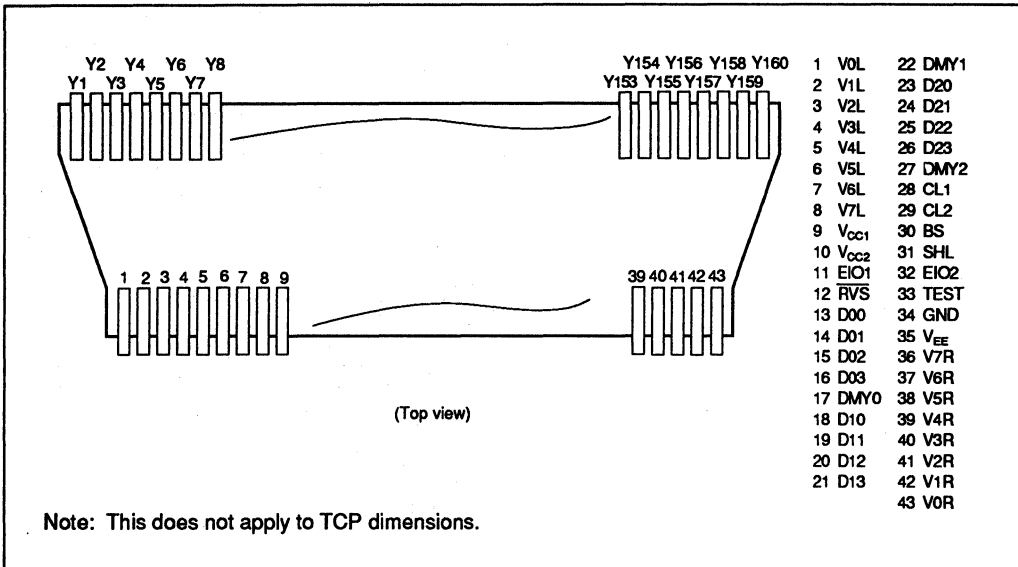 Y2 Y4 Y6 Y8
Y1 Y3 Y5 Y7
Y154 Y156 Y158 Y160
Y153 Y155 Y157 Y159
1 2 3 4 5 6 7 8 9
39 40 41 42 43
(Top view)
1 V0L
2 V1L
3 V2L
4 V3L
5 V4L
6 V5L
7 V6L
8 V7L
9 VCC1
10 VCC2
11 EIO1
12 R̅V̅S̅
13 D00
14 D01
15 D02
16 D03
17 DMY0
18 D10
19 D11
20 D12
21 D13
22 DMY1
23 D20
24 D21
25 D22
26 D23
27 DMY2
28 CL1
29 CL2
30 BS
31 SHL
32 EIO2
33 TEST
34 GND
35 VEE
36 V7R
37 V6R
38 V5R
39 V4R
40 V3R
41 V2R
42 V1R
43 V0R
Note: This does not apply to TCP dimensions.